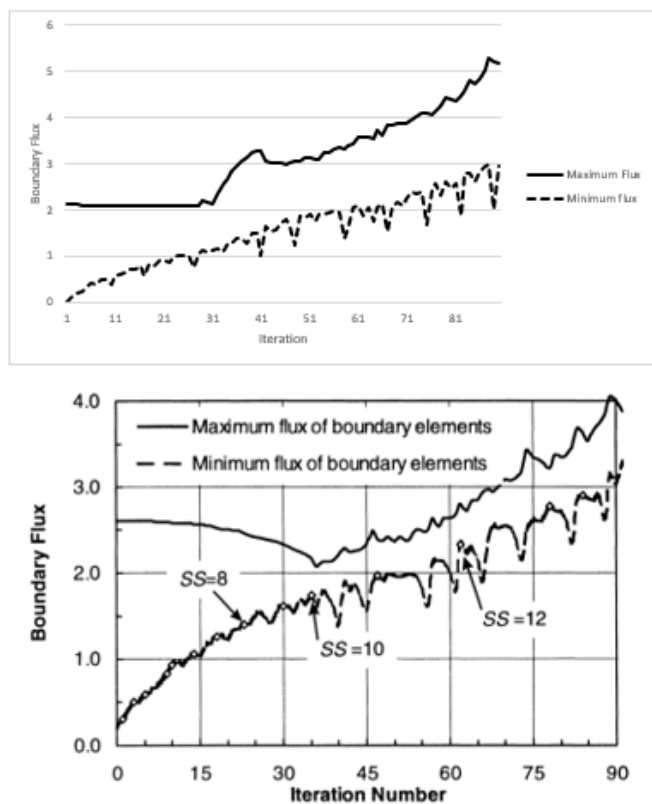 6
5
4
3
2
1
0
Boundary Flux
1 11 21 31 41 51 61 71 81
Iteration
Maximum Flux
Minimum flux
4.0
3.0
2.0
1.0
0.0
Boundary Flux
Maximum flux of boundary elements
Minimum flux of boundary elements
SS=8
SS=10
SS=12
0 15 30 45 60 75 90
Iteration Number